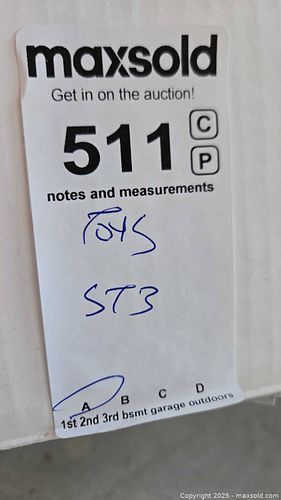 maxsold
Get in on the auction!
511 C P
notes and measurements
TOYS
ST3
A B C D
1st 2nd 3rd bsmt garage outdoors
Copyright 2025 - maxsold.com